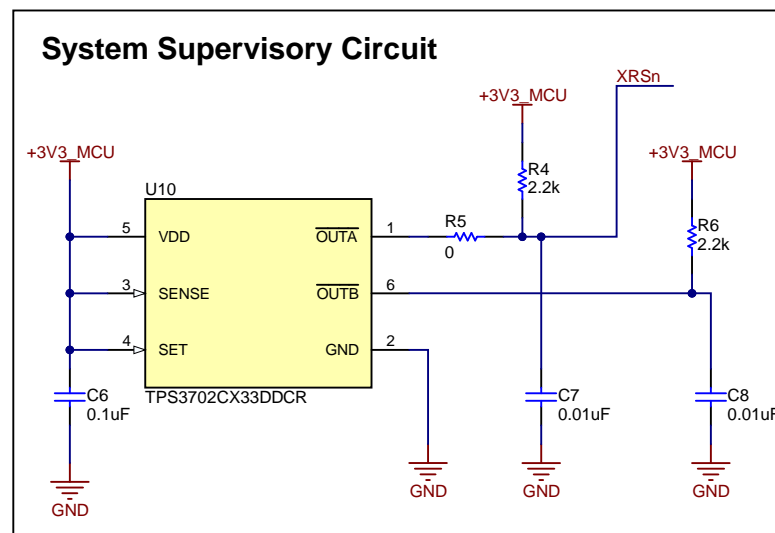 System Supervisory Circuit
XRSn
+3V3_MCU
+3V3_MCU
+3V3_MCU
R4
2.2k
U10
R5
0
R6
2.2k
5
VDD
OUTA
1
3
SENSE
OUTB
6
4
SET
GND
2
TPS3702CX33DDCR
C6
0.1uF
C7
0.01uF
C8
0.01uF
GND
GND
GND
GND